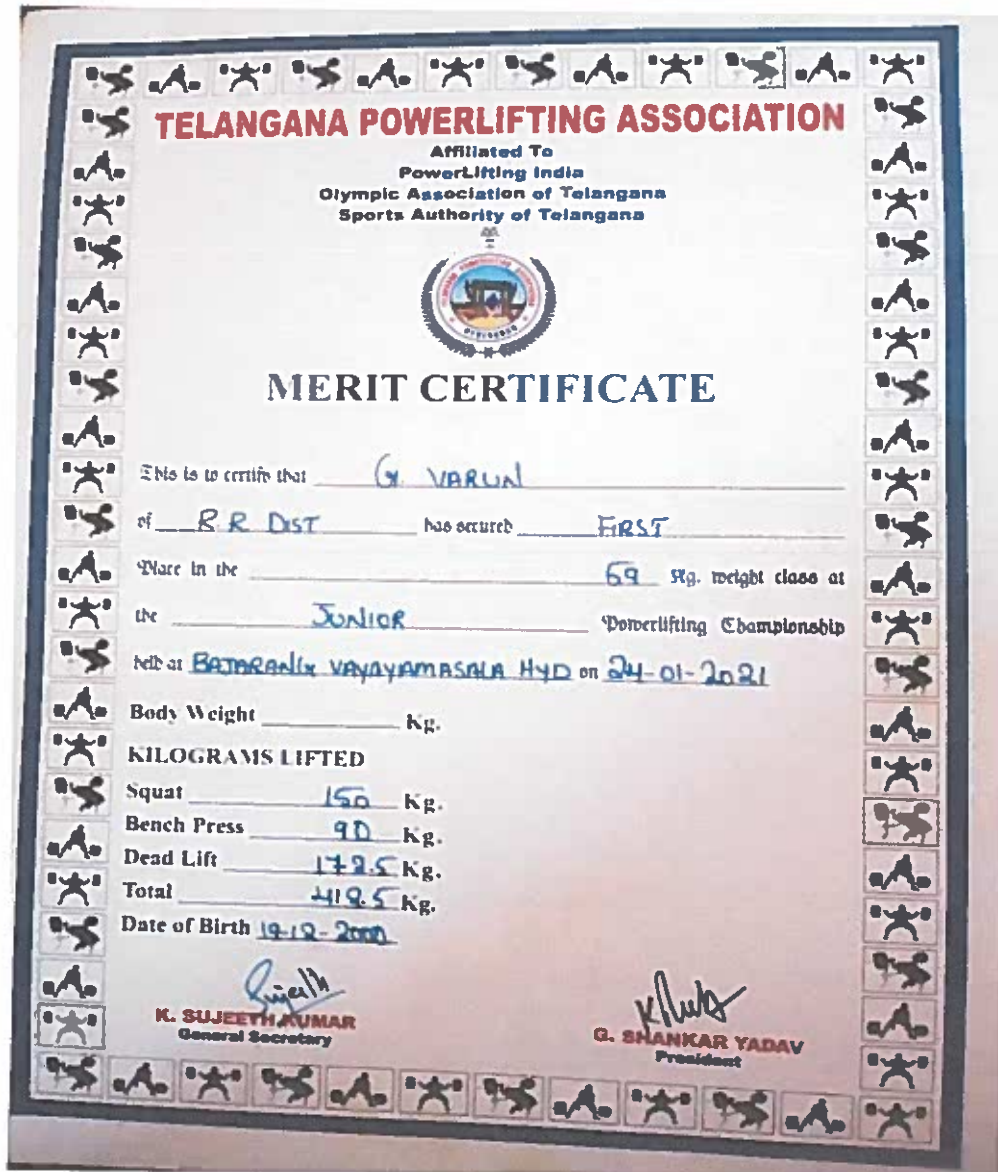 TELANGANA POWERLIFTING ASSOCIATION
Affiliated To
PowerLifting India
Olympic Association of Telangana
Sports Authority of Telangana
MERIT CERTIFICATE
This is to certify that G. VARUN
of R.R DIST has secured FIRST
Place in the 59 Kg. weight class at
the JUNIOR Powerlifting Championship
held at BAJARANG VAYAYAMASALA HYD on 24-01-2021
Body Weight Kg.
KILOGRAMS LIFTED
Squat 150 Kg.
Bench Press 90 Kg.
Dead Lift 172.5 Kg.
Total 412.5 Kg.
Date of Birth 19-12-2000
K. SUJEETH KUMAR
General Secretary
G. SHANKAR YADAV
President